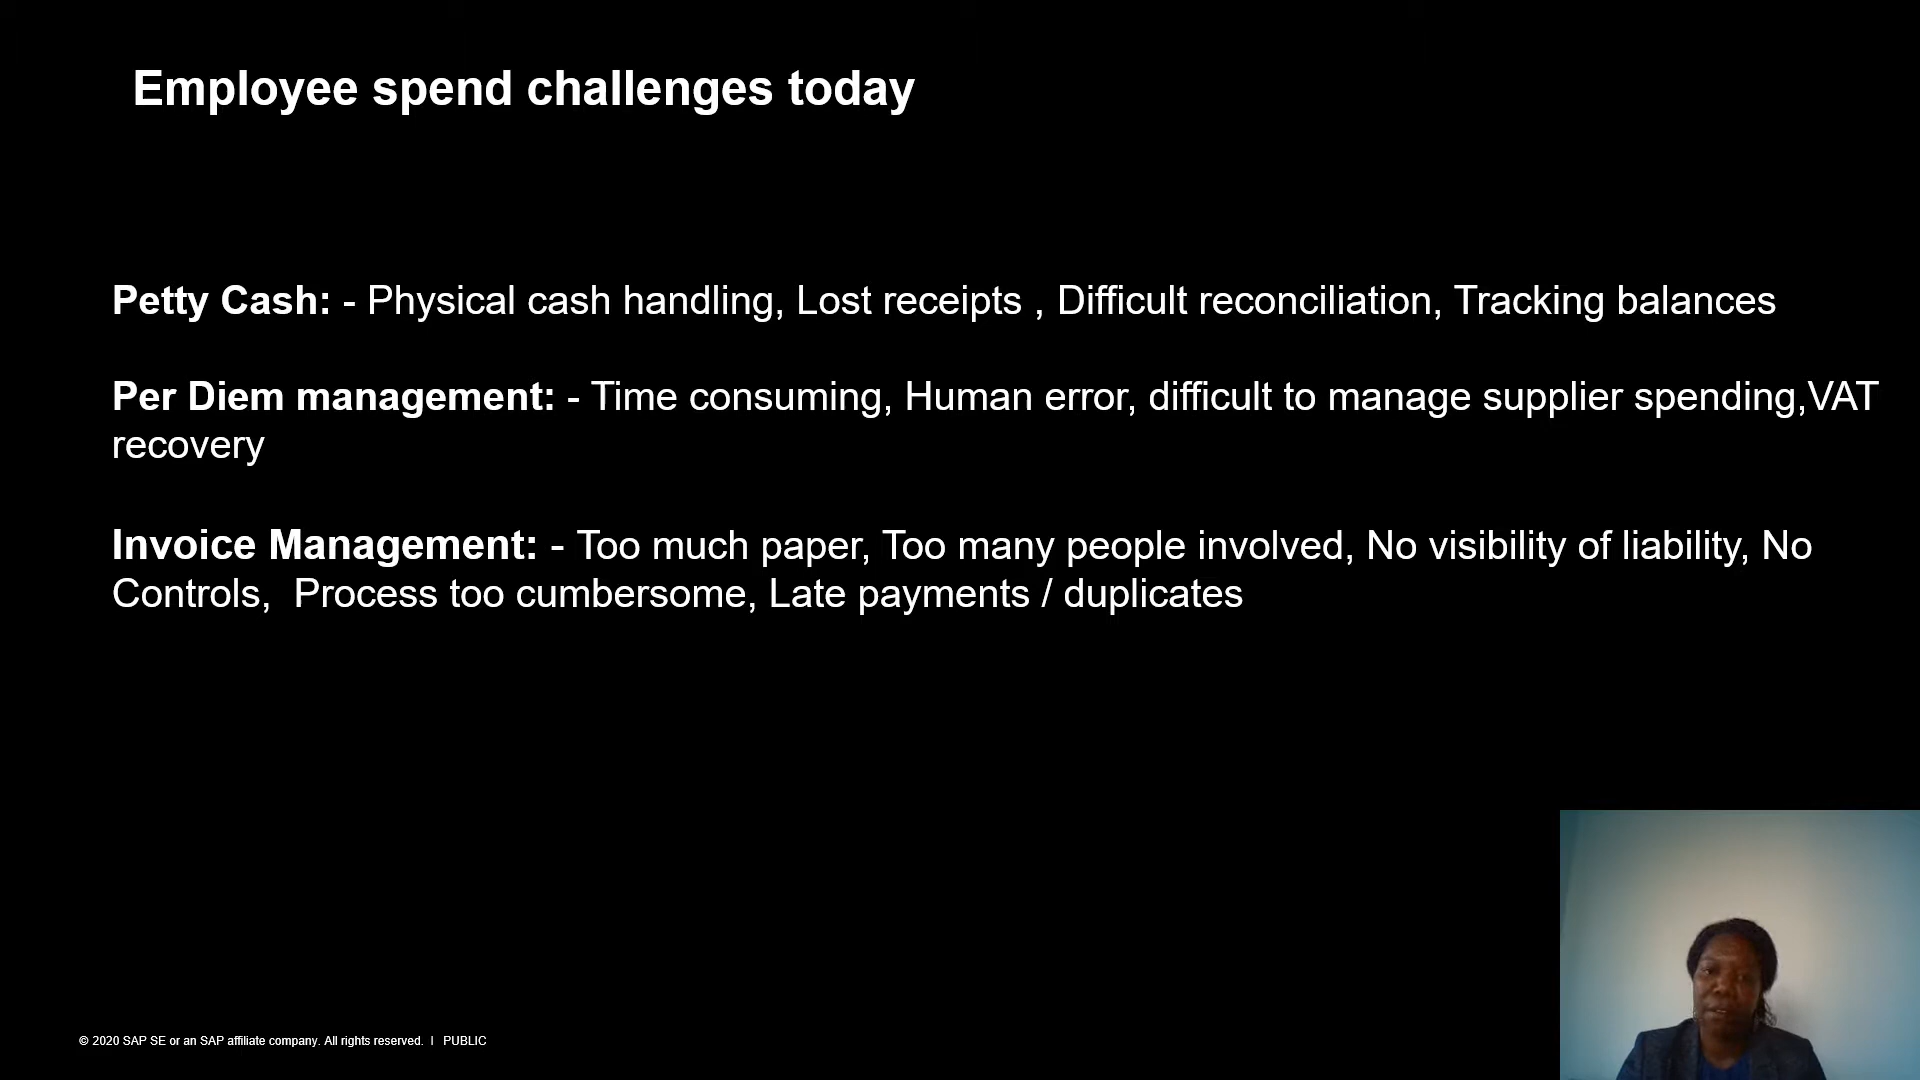 Employee spend challenges today
Petty Cash: - Physical cash handling, Lost receipts , Difficult reconciliation, Tracking balances
Per Diem management: - Time consuming, Human error, difficult to manage supplier spending,VAT
recovery
Invoice Management: - Too much paper, Too many people involved, No visibility of liability, No
Controls,  Process too cumbersome, Late payments / duplicates
© 2020 SAP SE or an SAP affiliate company. All rights reserved. I PUBLIC